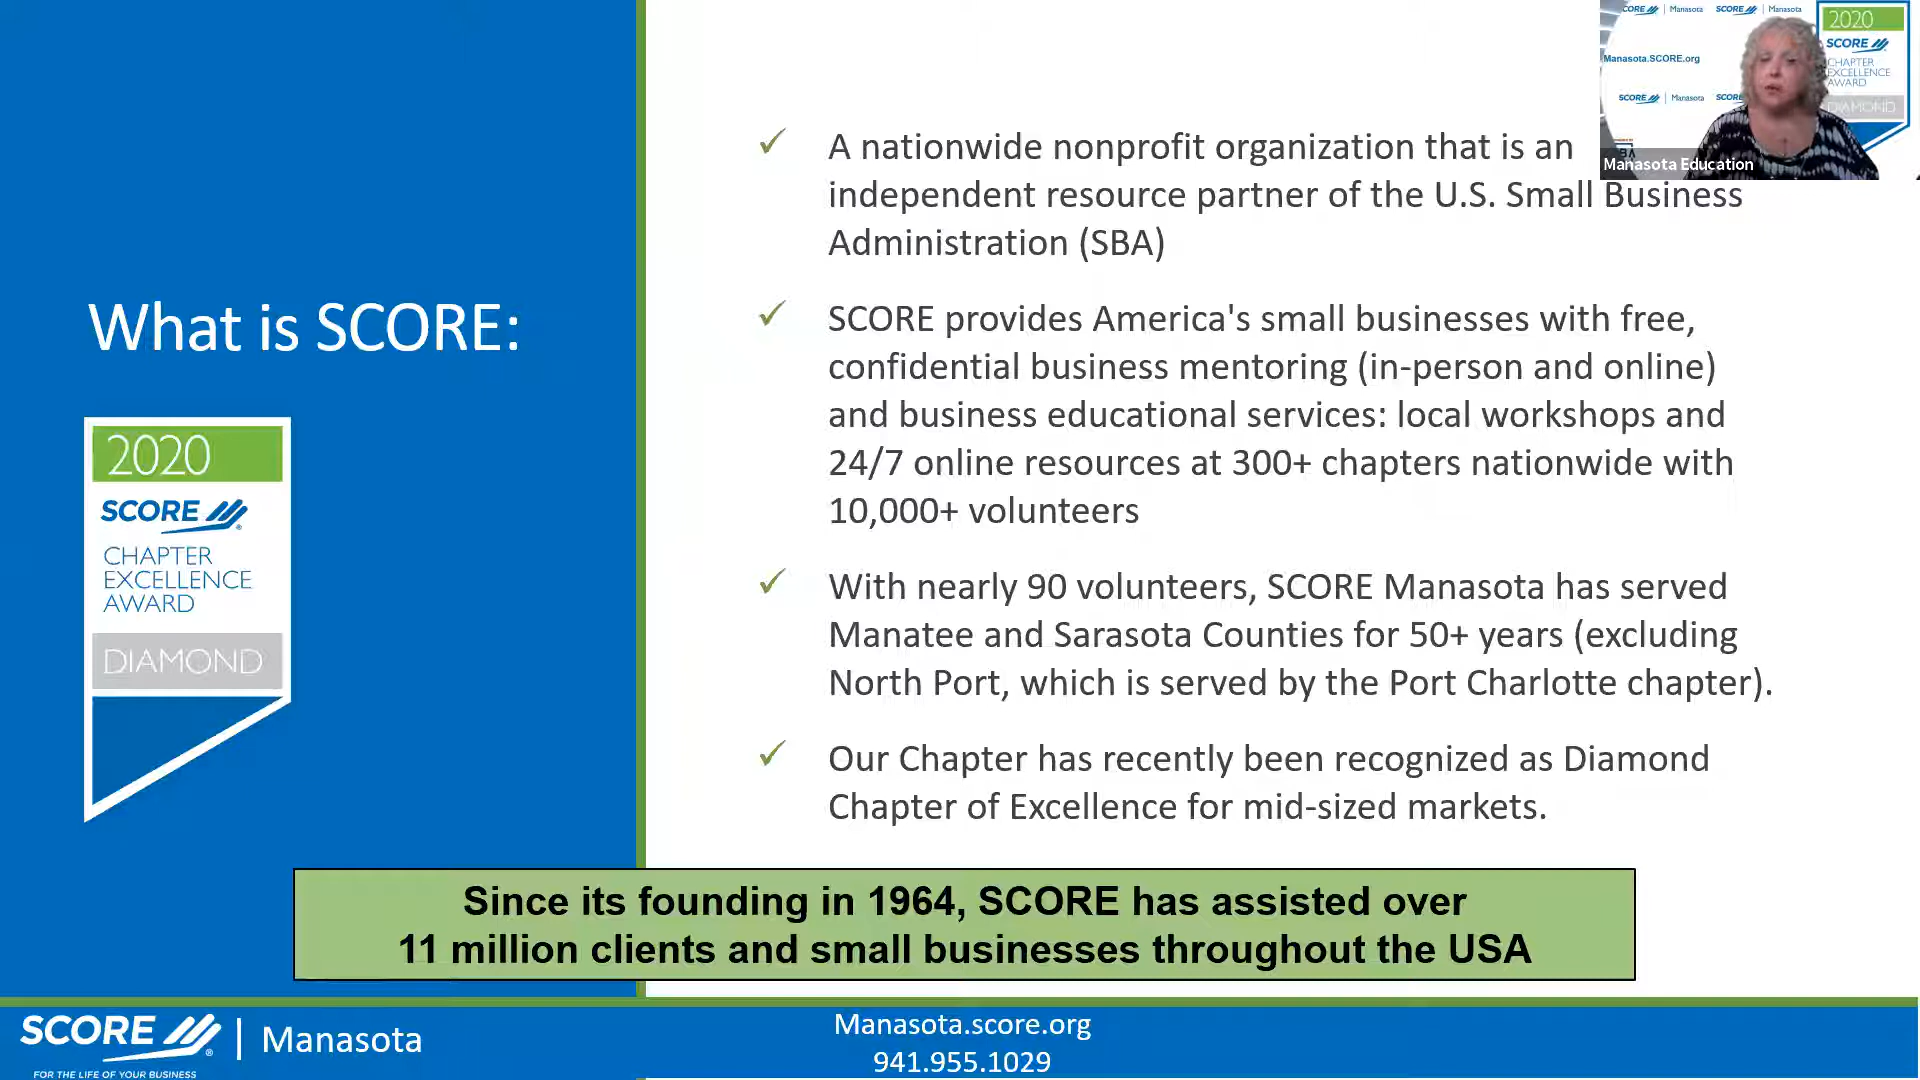 What is SCORE:
2020
SCORE
CHAPTER
EXCELLENCE
AWARD
DIAMOND
A nationwide nonprofit organization that is an
independent resource partner of the U.S. Small Business
Administration (SBA)
SCORE provides America's small businesses with free,
confidential business mentoring (in-person and online)
and business educational services: local workshops and
24/7 online resources at 300+ chapters nationwide with
10,000+ volunteers
With nearly 90 volunteers, SCORE Manasota has served
Manatee and Sarasota Counties for 50+ years (excluding
North Port, which is served by the Port Charlotte chapter).
Our Chapter has recently been recognized as Diamond
Chapter of Excellence for mid-sized markets.
Since its founding in 1964, SCORE has assisted over
11 million clients and small businesses throughout the USA
SCORE | Manasota
FOR THE LIFE OF YOUR BUSINESS
Manasota.score.org
941.955.1029
Manasota SCORE | Manasota
Manasota.SCORE.org
SCORE | Manasota
2020
SCORE
CHAPTER
EXCELLENCE
AWARD
DIAMOND
Manasota Education